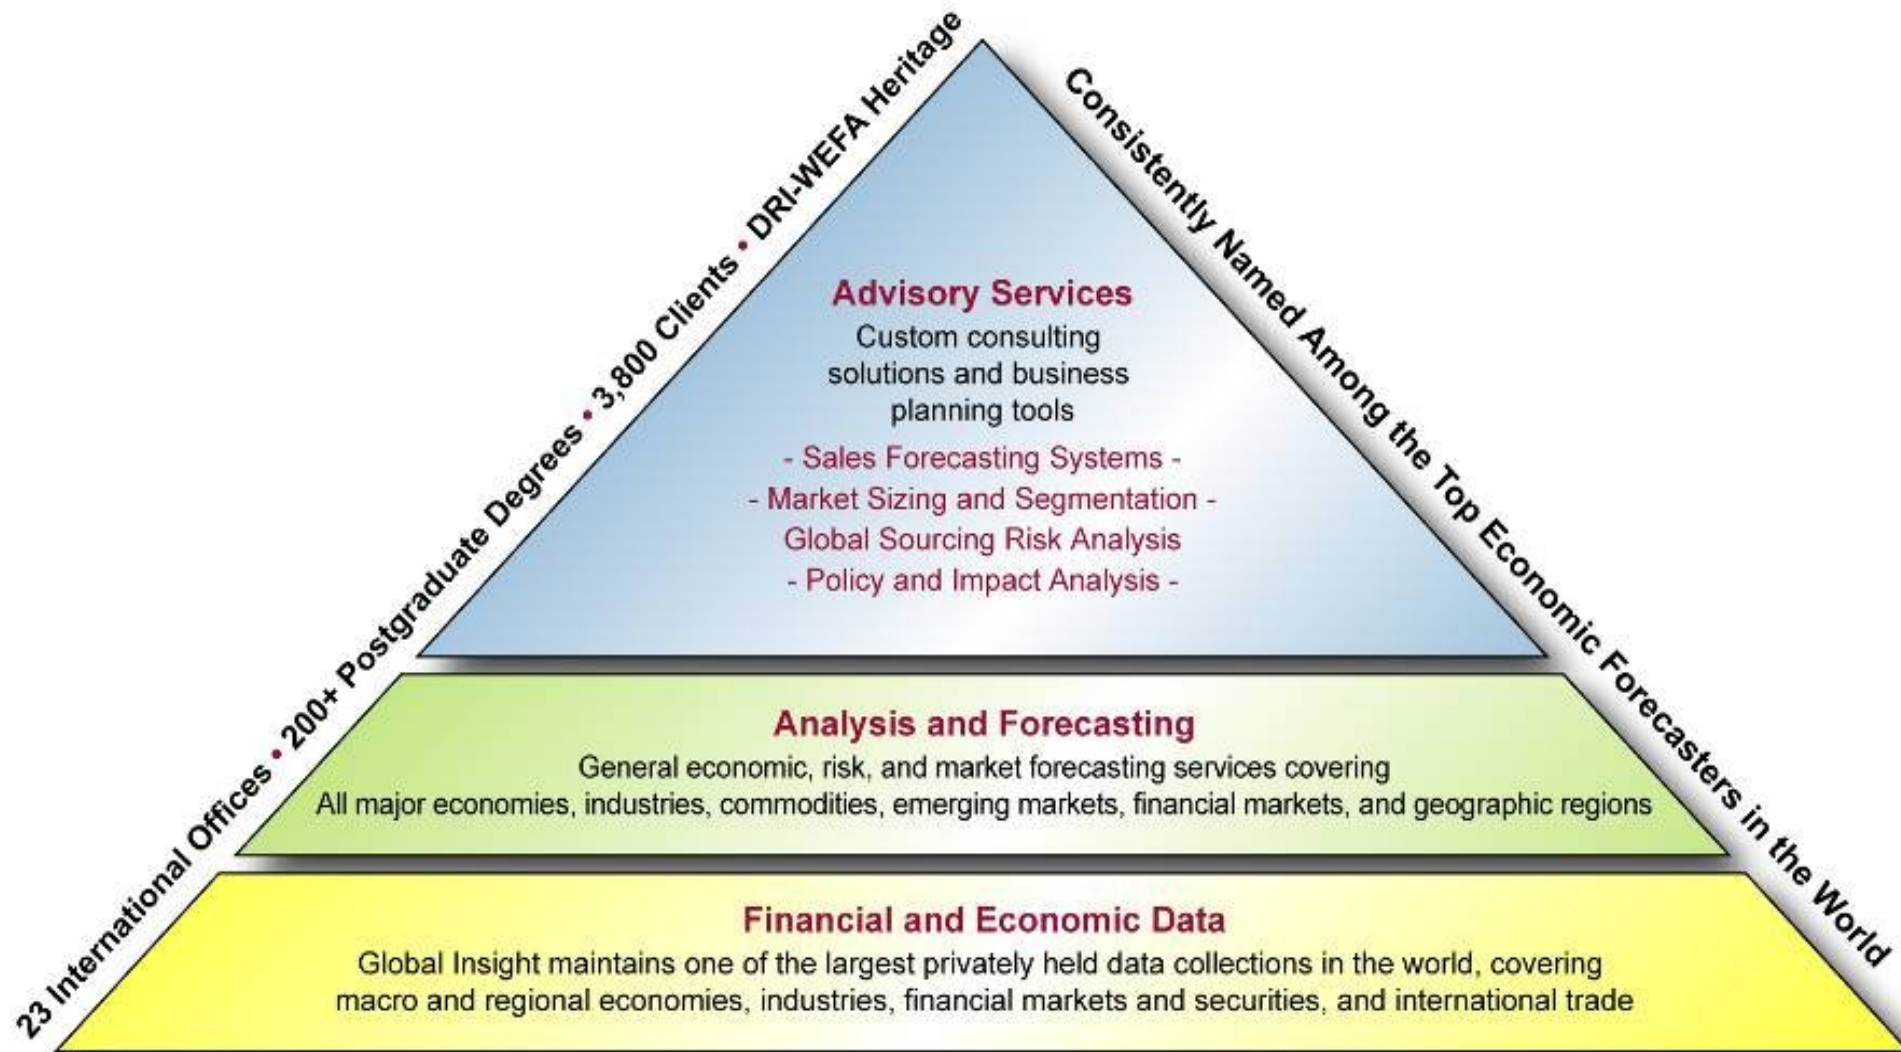 23 International Offices • 200+ Postgraduate Degrees • 3,800 Clients • DRI-WEFA Heritage
Consistently Named Among the Top Economic Forecasters in the World
Advisory Services
Custom consulting
solutions and business
planning tools
- Sales Forecasting Systems -
- Market Sizing and Segmentation -
Global Sourcing Risk Analysis
- Policy and Impact Analysis -
Analysis and Forecasting
General economic, risk, and market forecasting services covering
All major economies, industries, commodities, emerging markets, financial markets, and geographic regions
Financial and Economic Data
Global Insight maintains one of the largest privately held data collections in the world, covering
macro and regional economies, industries, financial markets and securities, and international trade